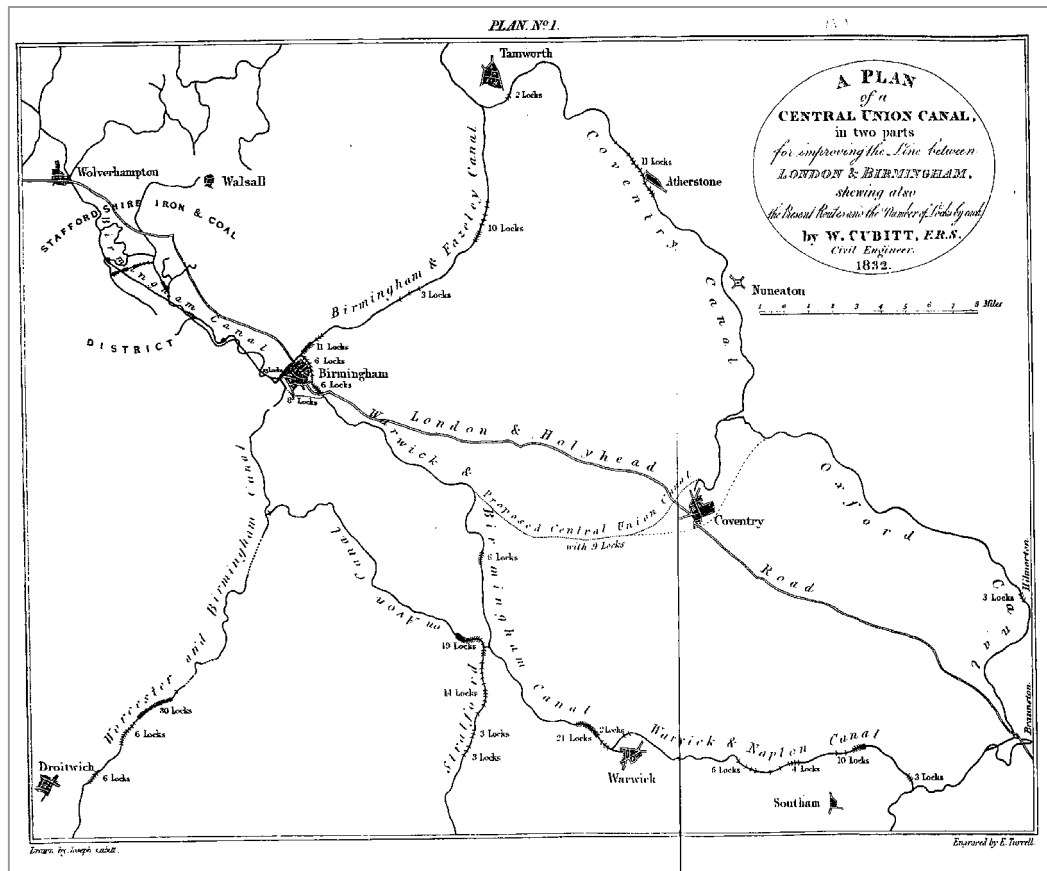 PLAN. Nº 1.
A PLAN
of a
CENTRAL UNION CANAL,
in two parts
for improving the Line between
LONDON & BIRMINGHAM,
shewing also
the Present Routes and the Number of Locks by each
by W. CUBITT, F.R.S.
Civil Engineer.
1832.
8 Miles
Tamworth
2 Locks
Coventry Canal
11 Locks
Atherstone
Nuneaton
Wolverhampton
Walsall
STAFFORDSHIRE IRON & COAL
DISTRICT
Birmingham Canal
Birmingham & Fazeley Canal
10 Locks
3 Locks
11 Locks
6 Locks
Birmingham
6 Locks
8 Locks
London & Holyhead
Road
Warwick &
Birmingham
Canal
Proposed Central Union Canal
with 9 Locks
Coventry
Oxford
Canal
Hilmorton
3 Locks
Braunston
6 Locks
Worcester and Birmingham
Canal
30 Locks
6 Locks
6 Locks
Droitwich
Stratford
on Avon
Canal
19 Locks
14 Locks
3 Locks
3 Locks
21 Locks
2 Locks
Warwick
Warwick & Napton Canal
6 Locks
4 Locks
10 Locks
3 Locks
Southam
Drawn by Joseph Cubitt.
Engraved by E. Turrell.